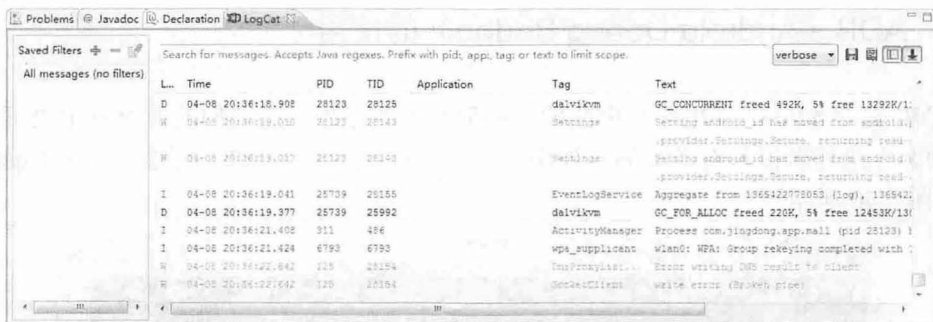 Problems @ Javadoc Declaration LogCat
Saved Filters
Search for messages. Accepts Java regexes. Prefix with pid:, app:, tag: or text: to limit scope.
verbose
All messages (no filters)
L... Time PID TID Application Tag Text
D 04-08 20:36:18.908 28123 28125 dalvikvm GC_CONCURRENT freed 492K, 5% free 13292K/1
W 04-08 28123 28143 Settings Setting android_id has moved from android.
.provider.Settings.Secure, returning read-
W 04-08 28123 28143 Settings Setting android_id has moved from android.
.provider.Settings.Secure, returning read-
I 04-08 20:36:19.041 25739 28155 EventLogService Aggregate from 1365422778053 (log), 136542
D 04-08 20:36:19.377 25739 25992 dalvikvm GC_FOR_ALLOC freed 220K, 5% free 12453K/13
I 04-08 20:36:21.408 311 486 ActivityManager Process com.jingdong.app.mall (pid 28123)
I 04-08 20:36:21.424 6793 6793 wpa_supplicant wlan0: WPA: Group rekeying completed with
W 04-08 20:36:22.642 28154 Error writing DNS result to client
W 04-08 20:36:22.642 28154 SocketClient write error (Broken pipe)